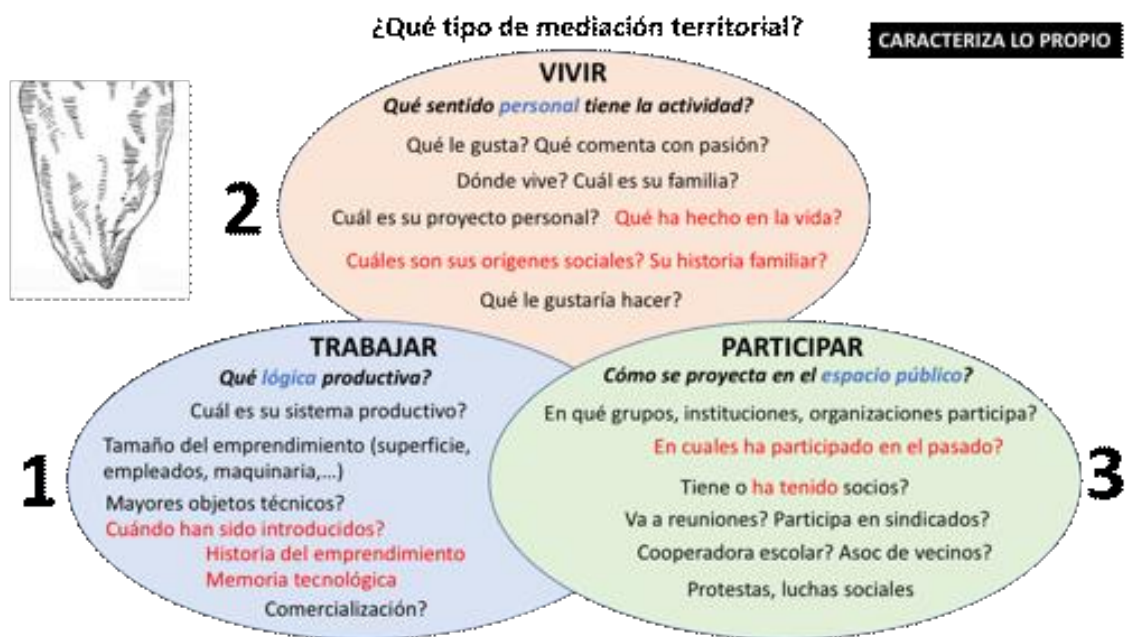 ¿Qué tipo de mediación territorial?
CARACTERIZA LO PROPIO
2
VIVIR
Qué sentido personal tiene la actividad?
Qué le gusta? Qué comenta con pasión?
Dónde vive? Cuál es su familia?
Cuál es su proyecto personal? Qué ha hecho en la vida?
Cuáles son sus orígenes sociales? Su historia familiar?
Qué le gustaría hacer?
1
TRABAJAR
Qué lógica productiva?
Cuál es su sistema productivo?
Tamaño del emprendimiento (superficie,
empleados, maquinaria,...)
Mayores objetos técnicos?
Cuándo han sido introducidos?
Historia del emprendimiento
Memoria tecnológica
Comercialización?
3
PARTICIPAR
Cómo se proyecta en el espacio público?
En qué grupos, instituciones, organizaciones participa?
En cuales ha participado en el pasado?
Tiene o ha tenido socios?
Va a reuniones? Participa en sindicados?
Cooperadora escolar? Asoc de vecinos?
Protestas, luchas sociales